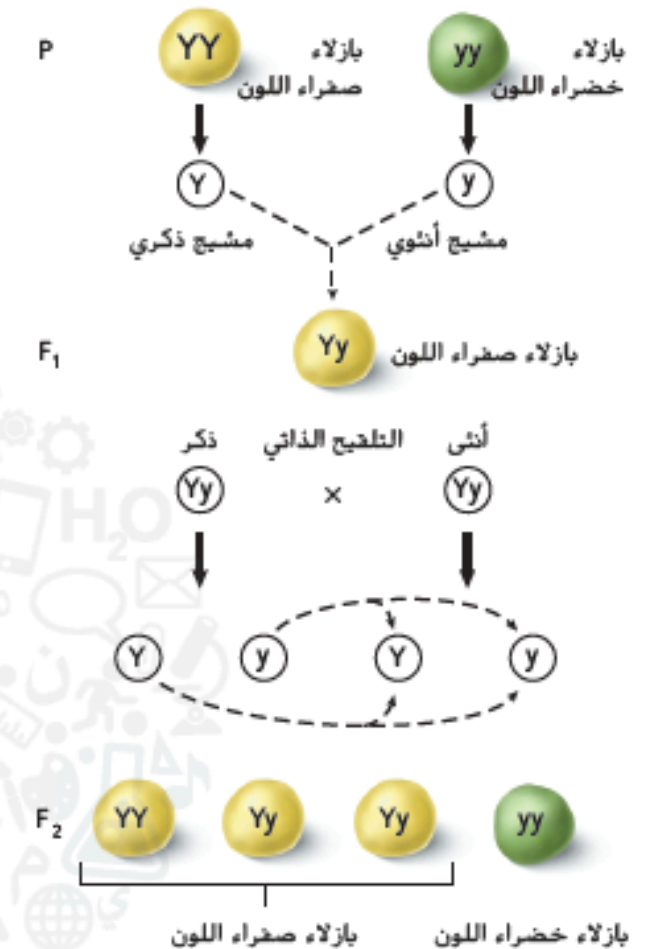 P
YY
بازلاء
صفراء اللون
yy
بازلاء
خضراء اللون
Y
y
مشيج ذكري
مشيج أنثوي
F₁
Yy
بازلاء صفراء اللون
ذكر
التلقيح الذاتي
أنثى
Yy
×
Yy
Y
y
Y
y
F₂
YY
Yy
Yy
yy
بازلاء صفراء اللون
بازلاء خضراء اللون
H₂O
ن
م
ي